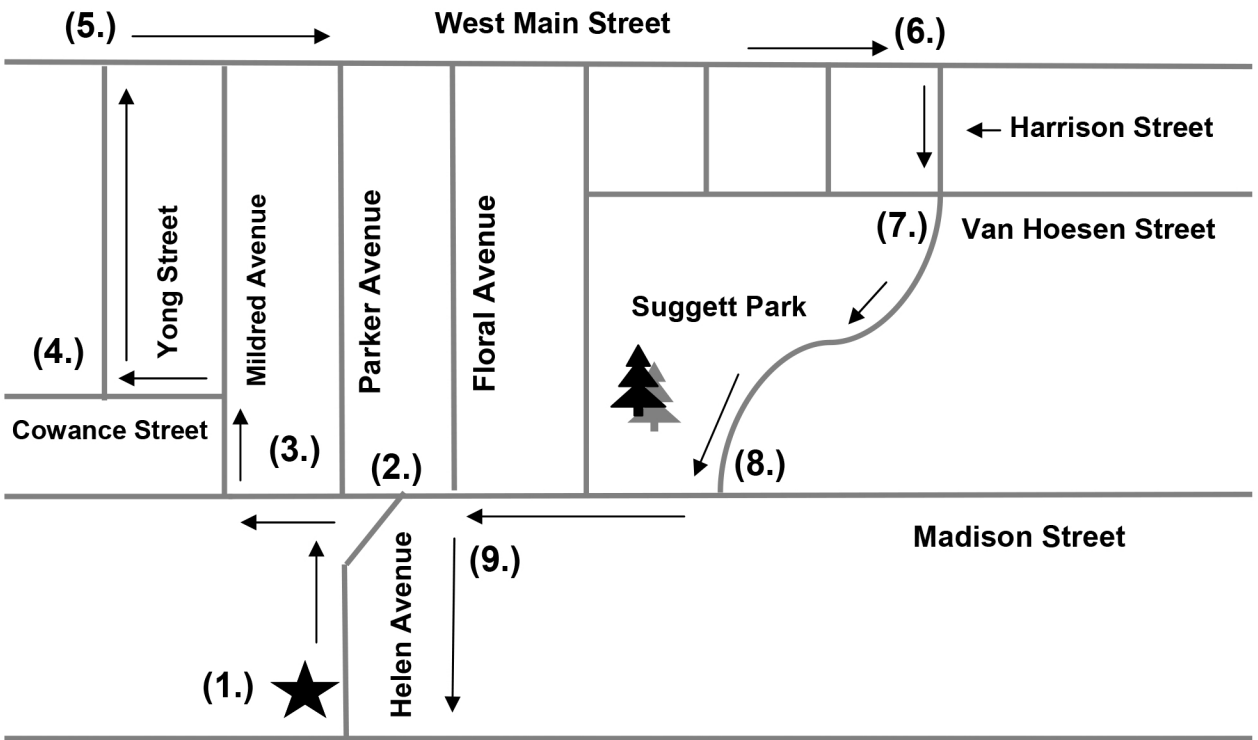 (5.)
West Main Street
(6.)
Harrison Street
(7.)
Van Hoesen Street
Yong Street
Mildred Avenue
Parker Avenue
Floral Avenue
Suggett Park
(4.)
Cowance Street
(3.)
(2.)
(8.)
Madison Street
(9.)
Helen Avenue
(1.)